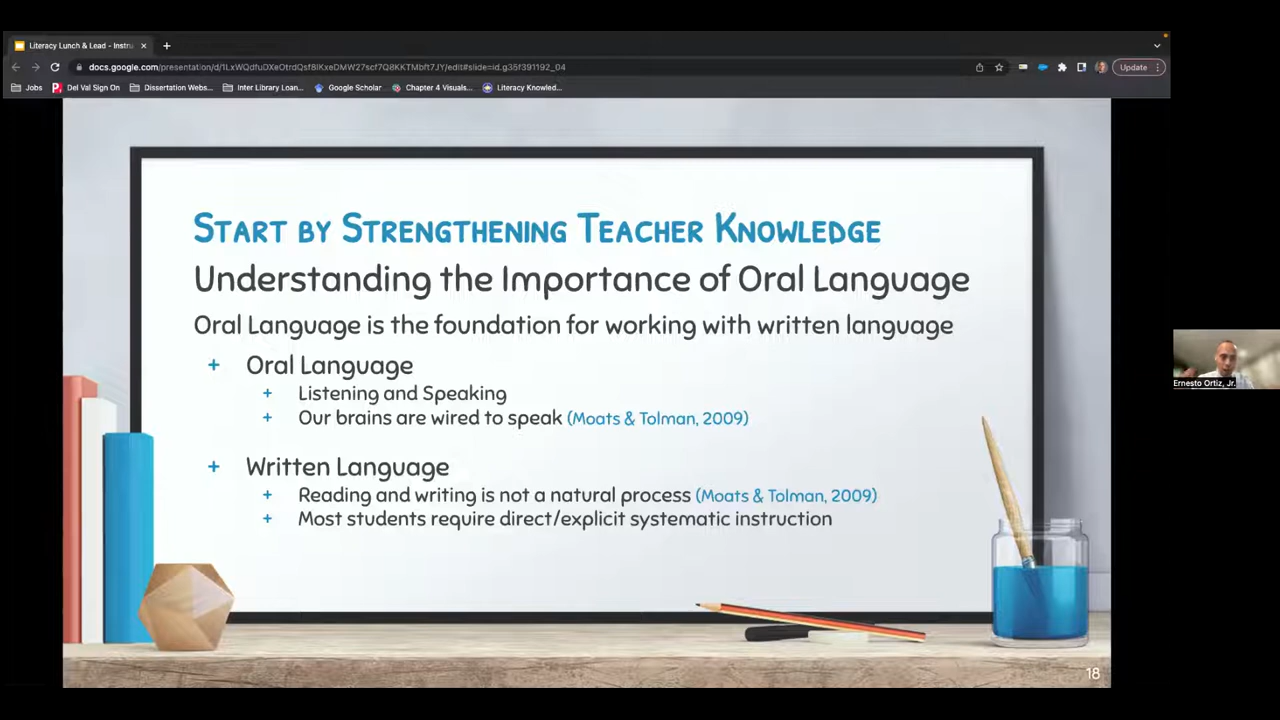 Literacy Lunch & Lead - Instru
docs.google.com/presentation/d/1LxWQdfuDXeOtrdQsf8IKxeDMW27scf7Q8KKTMbft7JY/edit#slide=id.g35f391192_04
Update
Jobs
Del Val Sign On
Dissertation Webs...
Inter Library Loan...
Google Scholar
Chapter 4 Visuals...
Literacy Knowled...
Start by Strengthening Teacher Knowledge
Understanding the Importance of Oral Language
Oral Language is the foundation for working with written language
+ Oral Language
+ Listening and Speaking
+ Our brains are wired to speak (Moats & Tolman, 2009)
+ Written Language
+ Reading and writing is not a natural process (Moats & Tolman, 2009)
+ Most students require direct/explicit systematic instruction
18
Ernesto Ortiz, Jr.